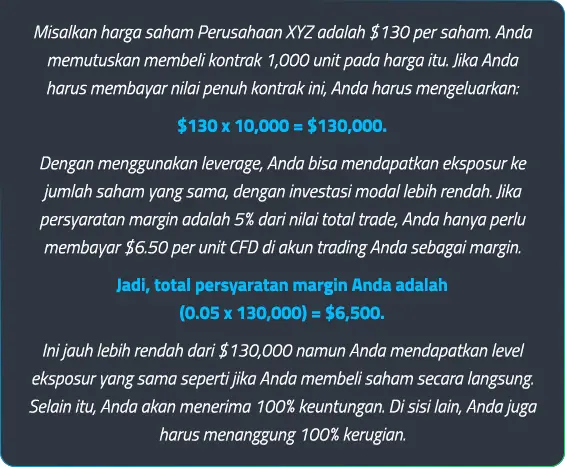 Misalkan harga saham Perusahaan XYZ adalah $130 per saham. Anda
memutuskan membeli kontrak 1,000 unit pada harga itu. Jika Anda
harus membayar nilai penuh kontrak ini, Anda harus mengeluarkan:
$130 x 10,000 = $130,000.
Dengan menggunakan leverage, Anda bisa mendapatkan eksposur ke
jumlah saham yang sama, dengan investasi modal lebih rendah. Jika
persyaratan margin adalah 5% dari nilai total trade, Anda hanya perlu
membayar $6.50 per unit CFD di akun trading Anda sebagai margin.
Jadi, total persyaratan margin Anda adalah
(0.05 x 130,000) = $6,500.
Ini jauh lebih rendah dari $130,000 namun Anda mendapatkan level
eksposur yang sama seperti jika Anda membeli saham secara langsung.
Selain itu, Anda akan menerima 100% keuntungan. Di sisi lain, Anda juga
harus menanggung 100% kerugian.